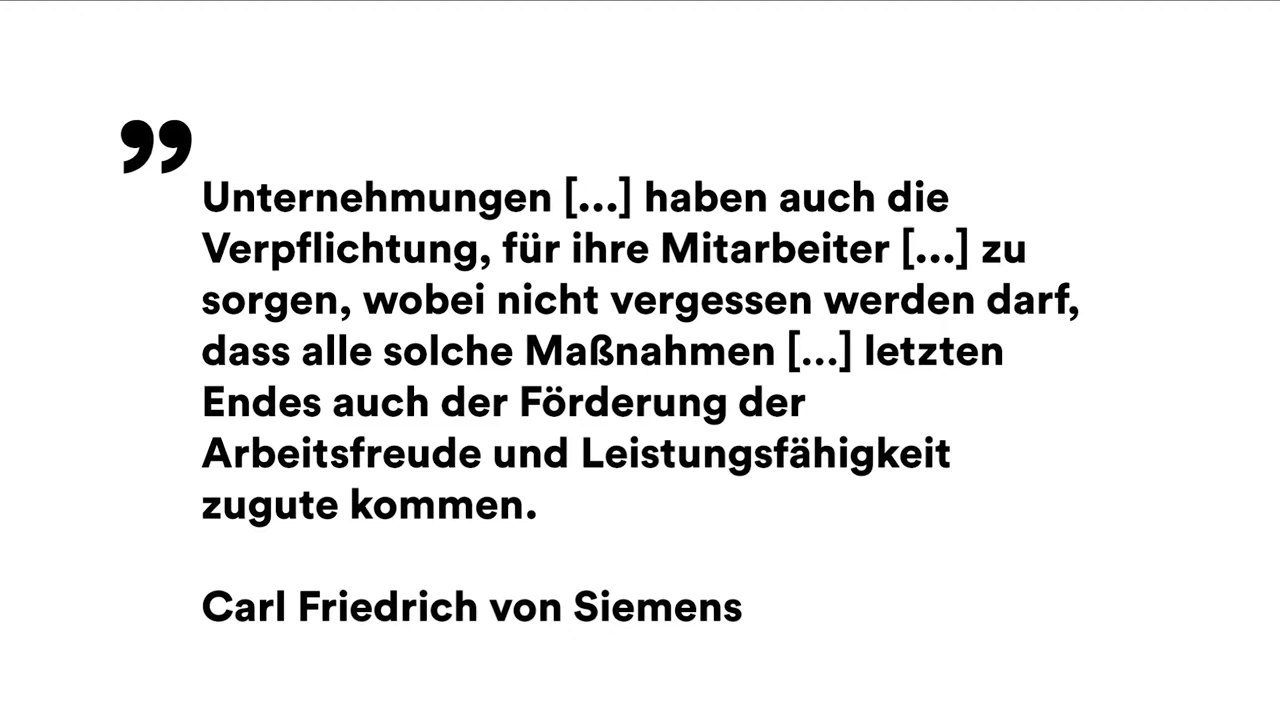 ”
Unternehmungen [...] haben auch die
Verpflichtung, für ihre Mitarbeiter [...] zu
sorgen, wobei nicht vergessen werden darf,
dass alle solche Maßnahmen [...] letzten
Endes auch der Förderung der
Arbeitsfreude und Leistungsfähigkeit
zugute kommen.
Carl Friedrich von Siemens